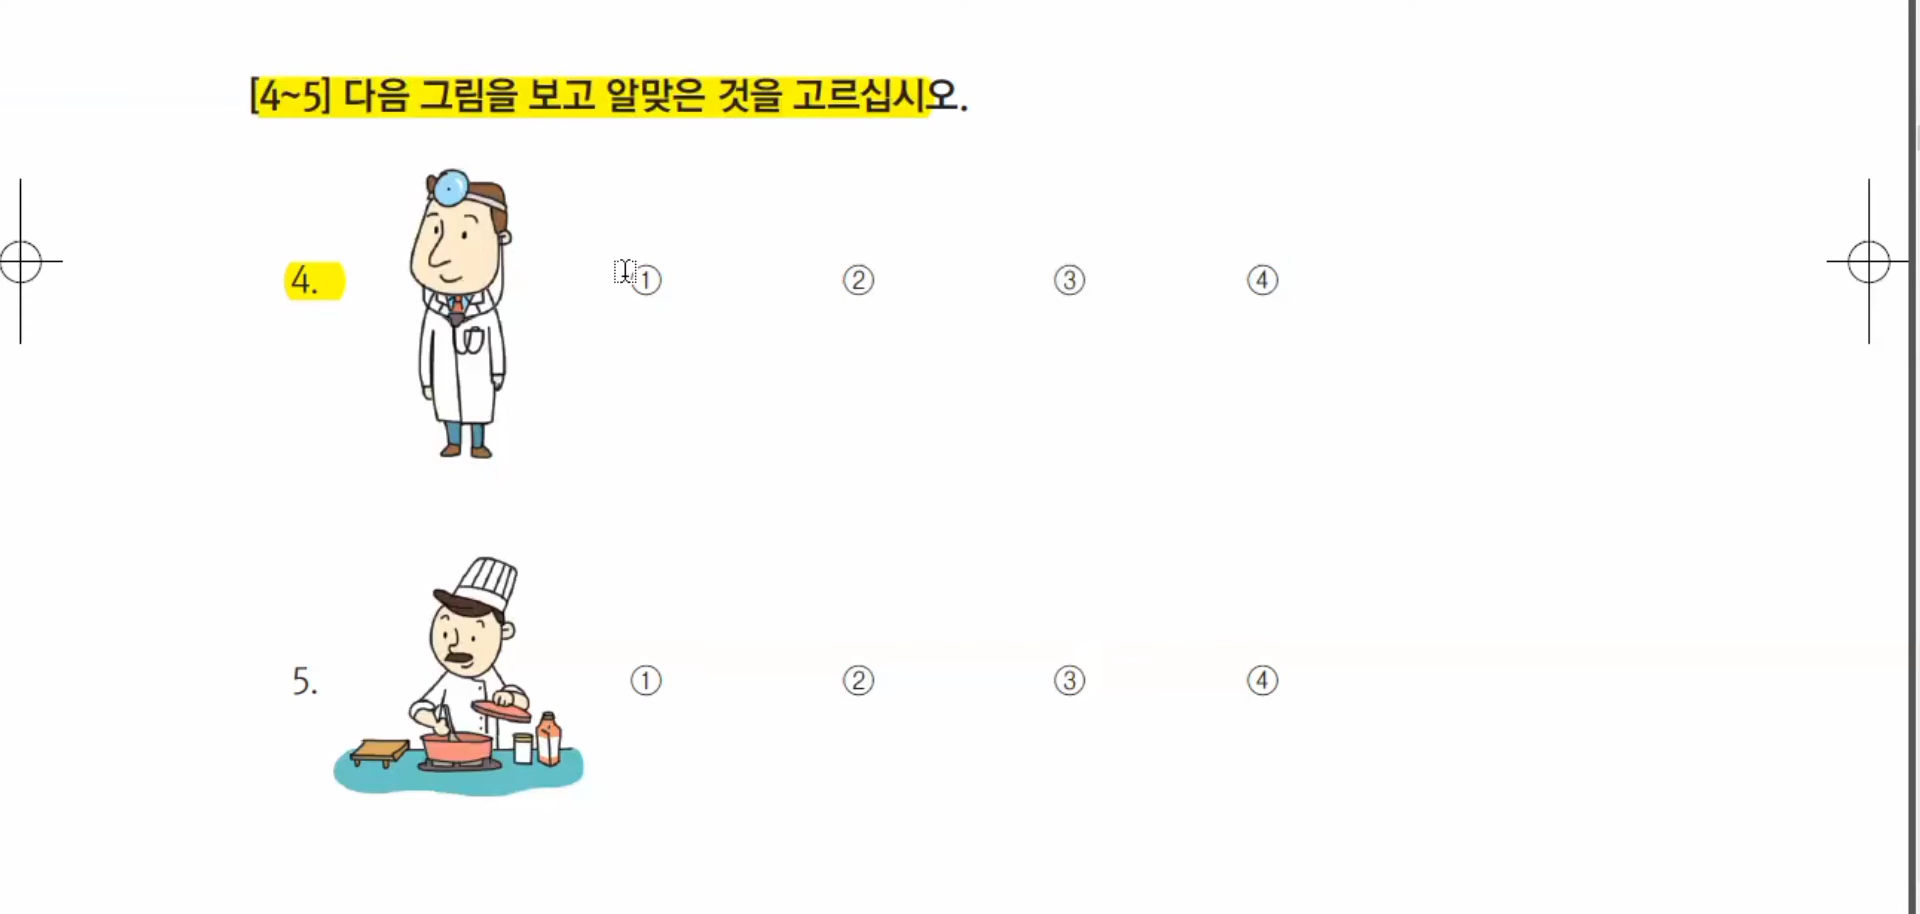 [4~5] 다음 그림을 보고 알맞은 것을 고르십시오.
4. ① ② ③ ④
5. ① ② ③ ④